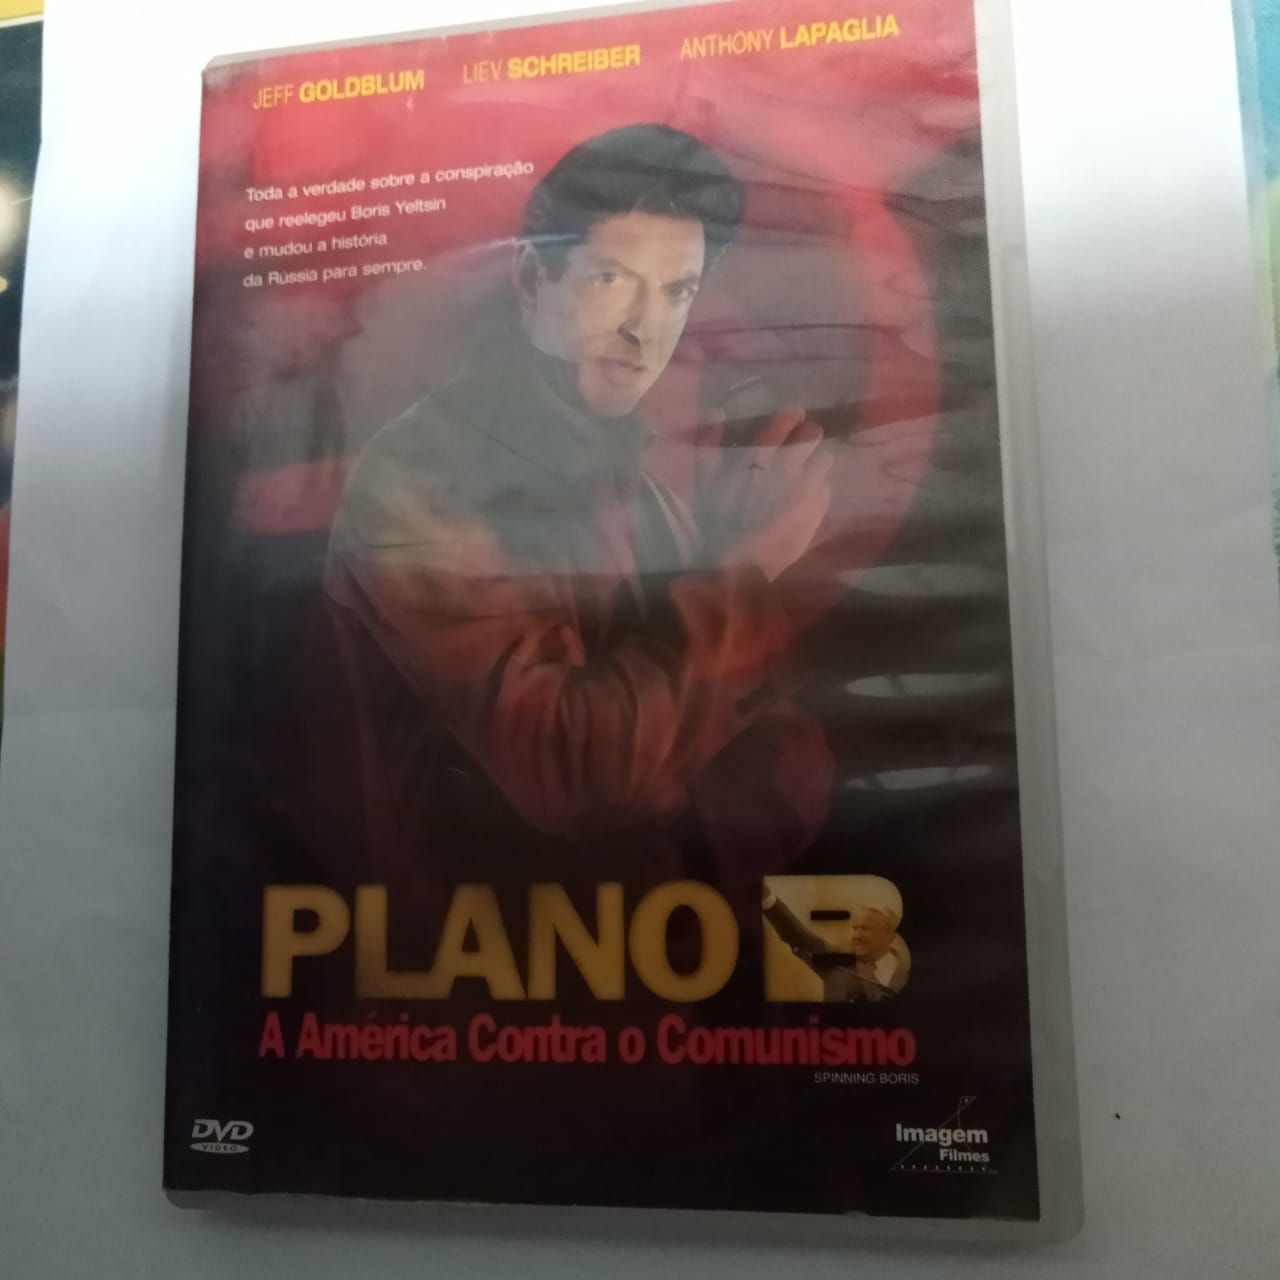 JEFF GOLDBLUM LIEV SCHREIBER ANTHONY LAPAGLIA
Toda a verdade sobre a conspiração
que reelegeu Boris Yeltsin
e mudou a história
da Rússia para sempre.
PLANO B
A América Contra o Comunismo
SPINNING BORIS
DVD
VIDEO
Imagem
Filmes